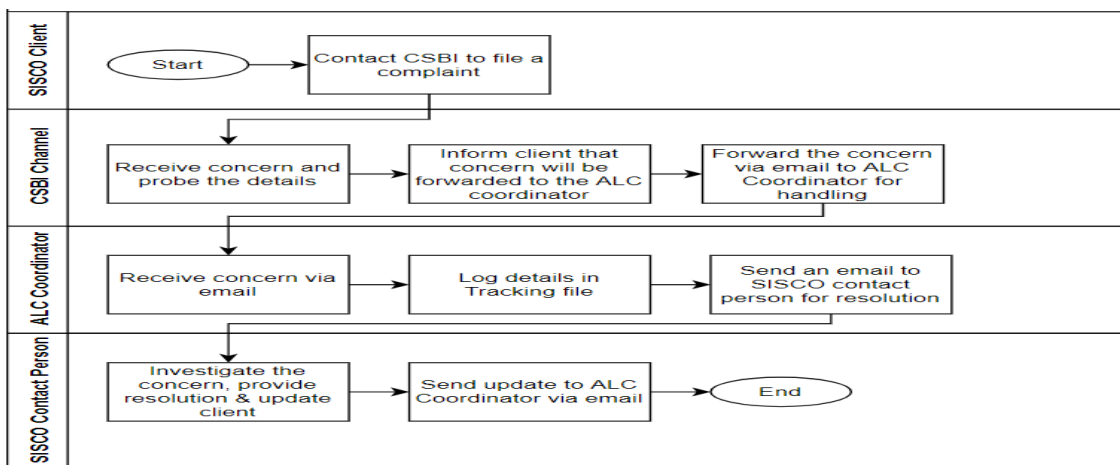 SISCO Client
Start
Contact CSBI to file a
complaint
CSBI Channel
Receive concern and
probe the details
Inform client that
concern will be
forwarded to the ALC
coordinator
Forward the concern
via email to ALC
Coordinator for
handling
ALC Coordinator
Receive concern via
email
Log details in
Tracking file
Send an email to
SISCO contact
person for resolution
SISCO Contact Person
Investigate the
concern, provide
resolution & update
client
Send update to ALC
Coordinator via email
End